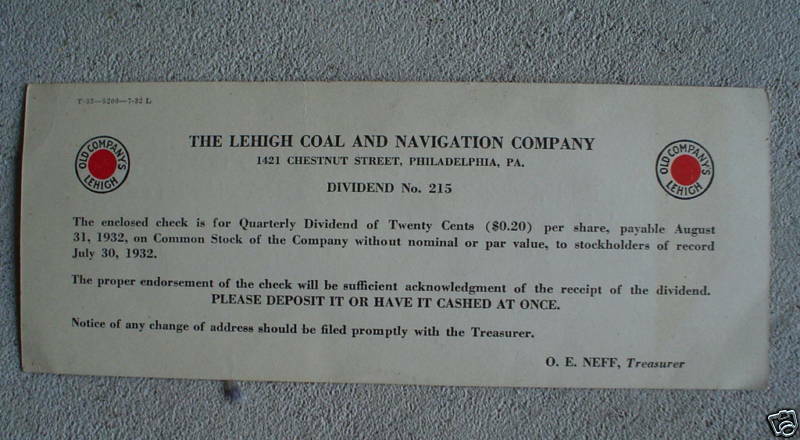 T-33—5200—7-32 L
THE LEHIGH COAL AND NAVIGATION COMPANY
1421 CHESTNUT STREET, PHILADELPHIA, PA.
OLD COMPANY'S LEHIGH
OLD COMPANY'S LEHIGH
DIVIDEND No. 215
The enclosed check is for Quarterly Dividend of Twenty Cents ($0.20) per share, payable August
31, 1932, on Common Stock of the Company without nominal or par value, to stockholders of record
July 30, 1932.
The proper endorsement of the check will be sufficient acknowledgment of the receipt of the dividend.
PLEASE DEPOSIT IT OR HAVE IT CASHED AT ONCE.
Notice of any change of address should be filed promptly with the Treasurer.
O. E. NEFF, Treasurer